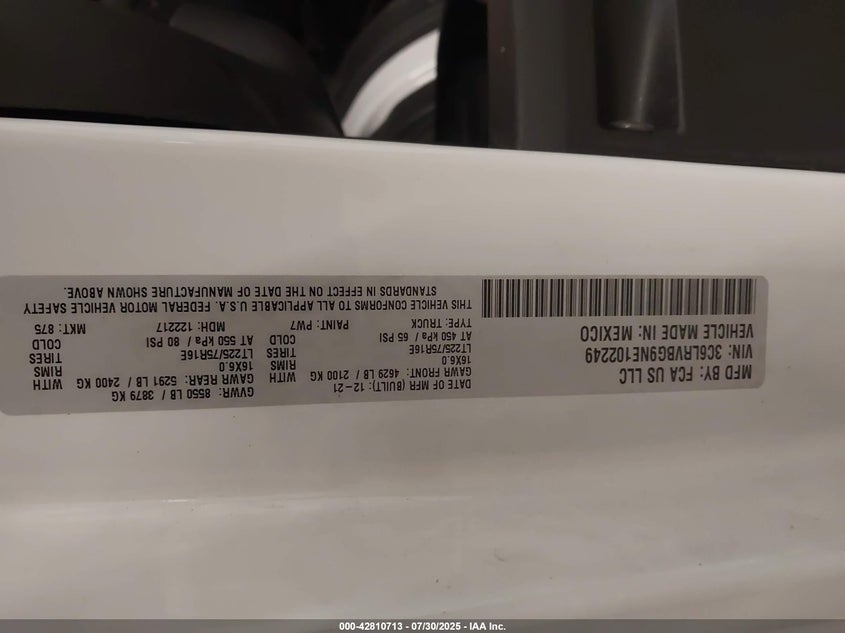 MFD BY: FCA US LLC
VIN: 3C6LRVBG9NE102249
VEHICLE MADE IN: MEXICO
DATE OF MFR (BUILT): 12-21
GVWR: 8550 LB / 3879 KG
GAWR FRONT: 4629 LB / 2100 KG WITH
GAWR REAR: 5291 LB / 2400 KG WITH
16X6.0 RIMS
16X6.0 RIMS
LT225/75R16E TIRES
LT225/75R16E TIRES
AT 450 kPa / 65 PSI COLD
AT 550 kPa / 80 PSI COLD
TYPE: TRUCK PAINT: PW7 MDH: 122217 MKT: 875
THIS VEHICLE CONFORMS TO ALL APPLICABLE U.S.A. FEDERAL MOTOR VEHICLE SAFETY
STANDARDS IN EFFECT ON THE DATE OF MANUFACTURE SHOWN ABOVE.
000-42810713 - 07/30/2025 - IAA Inc.